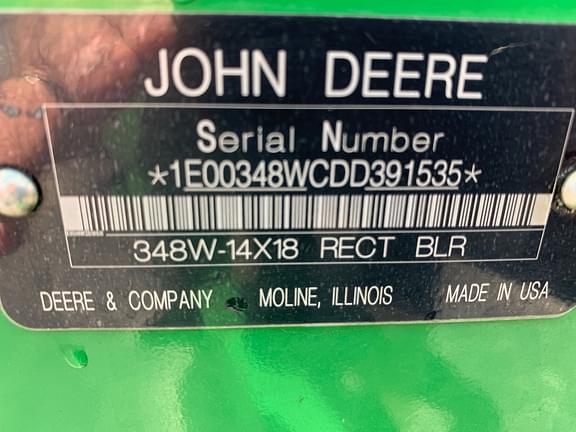 JOHN DEERE
Serial Number
*1E00348WCDD391535*
348W-14X18 RECT BLR
DEERE & COMPANY MOLINE, ILLINOIS MADE IN USA